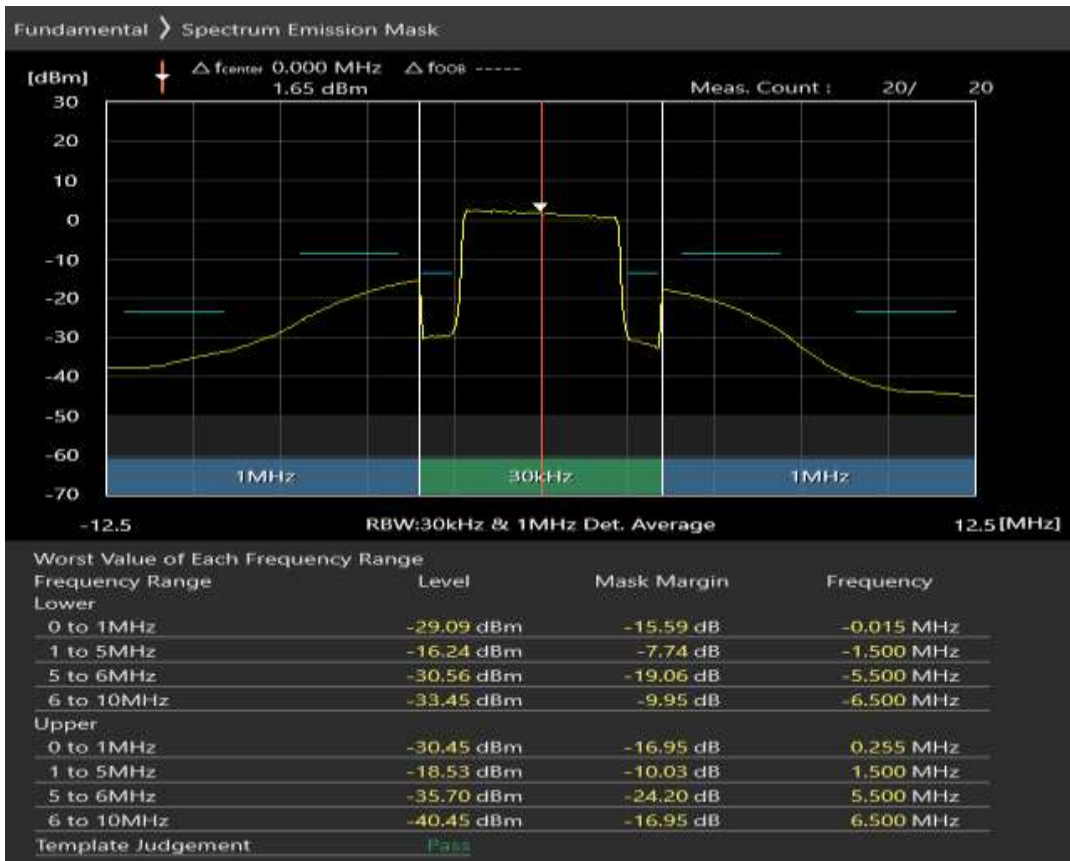 Fundamental 〉 Spectrum Emission Mask
[dBm] △ fcenter 0.000 MHz △ fOOB -----
1.65 dBm Meas. Count : 20/ 20
30
20
10
0
-10
-20
-30
-40
-50
-60
1MHz 30kHz 1MHz
-70
-12.5 RBW:30kHz & 1MHz Det. Average 12.5 [MHz]
Worst Value of Each Frequency Range
Frequency Range Level Mask Margin Frequency
Lower
0 to 1MHz -29.09 dBm -15.59 dB -0.015 MHz
1 to 5MHz -16.24 dBm -7.74 dB -1.500 MHz
5 to 6MHz -30.56 dBm -19.06 dB -5.500 MHz
6 to 10MHz -33.45 dBm -9.95 dB -6.500 MHz
Upper
0 to 1MHz -30.45 dBm -16.95 dB 0.255 MHz
1 to 5MHz -18.53 dBm -10.03 dB 1.500 MHz
5 to 6MHz -35.70 dBm -24.20 dB 5.500 MHz
6 to 10MHz -40.45 dBm -16.95 dB 6.500 MHz
Template Judgement Pass